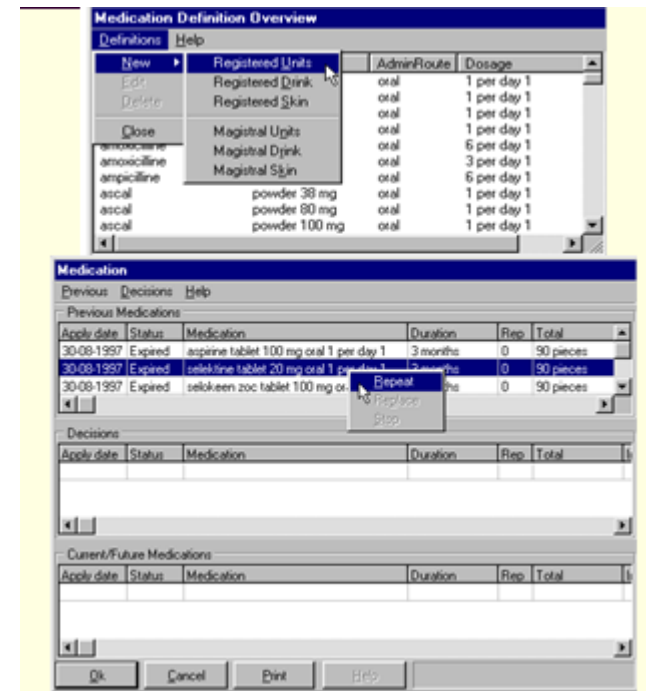 Medication Definition Overview
Definitions Help
New Registered Units AdminRoute Dosage
Edit Registered Drink oral 1 per day 1
Delete Registered Skin oral 1 per day 1
oral 1 per day 1
Close Magistral Units oral 1 per day 1
amoxicilline Magistral Drink oral 6 per day 1
amoxicilline Magistral Skin oral 3 per day 1
ampicilline oral 6 per day 1
ascal powder 38 mg oral 1 per day 1
ascal powder 80 mg oral 1 per day 1
ascal powder 100 mg oral 1 per day 1
Medication
Previous Decisions Help
Previous Medications
Apply date Status Medication Duration Rep Total
30-08-1997 Expired aspirine tablet 100 mg oral 1 per day 1 3 months 0 90 pieces
30-08-1997 Expired selektine tablet 20 mg oral 1 per day 1 3 months 0 90 pieces
30-08-1997 Expired selokeen zoc tablet 100 mg or 3 months 0 90 pieces
Repeat
Replace
Stop
Decisions
Apply date Status Medication Duration Rep Total
Current/Future Medications
Apply date Status Medication Duration Rep Total
Ok Cancel Print Help